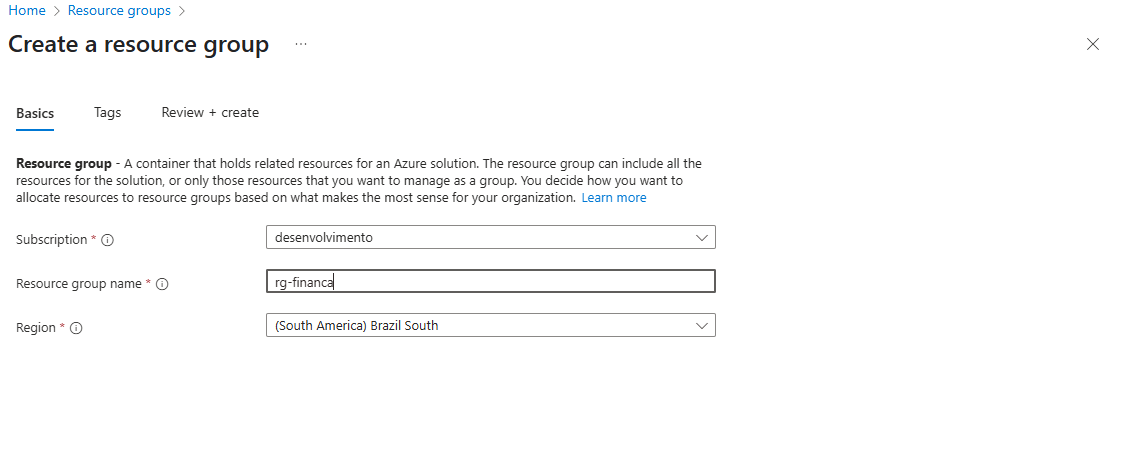 Home > Resource groups >
Create a resource group ...
Basics Tags Review + create
Resource group - A container that holds related resources for an Azure solution. The resource group can include all the
resources for the solution, or only those resources that you want to manage as a group. You decide how you want to
allocate resources to resource groups based on what makes the most sense for your organization. Learn more
Subscription * desenvolvimento
Resource group name * rg-financa
Region * (South America) Brazil South